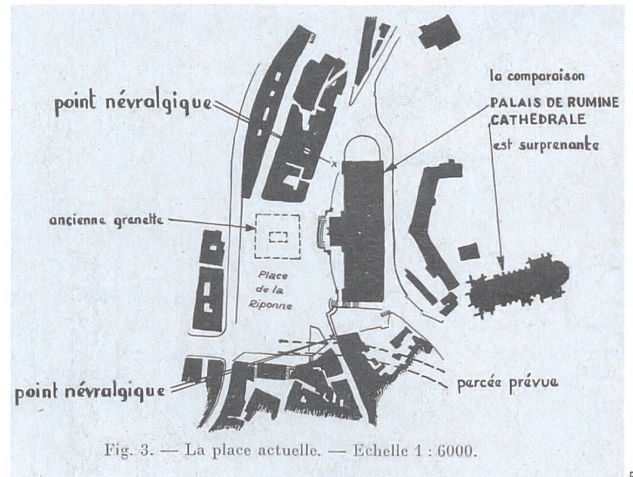 la comparaison
PALAIS DE RUMINE
CATHÉDRALE
est surprenante
point névralgique
ancienne grenette
Place
de la
Riponne
point névralgique
percée prévue
Fig. 3. — La place actuelle. — Echelle 1 : 6000.